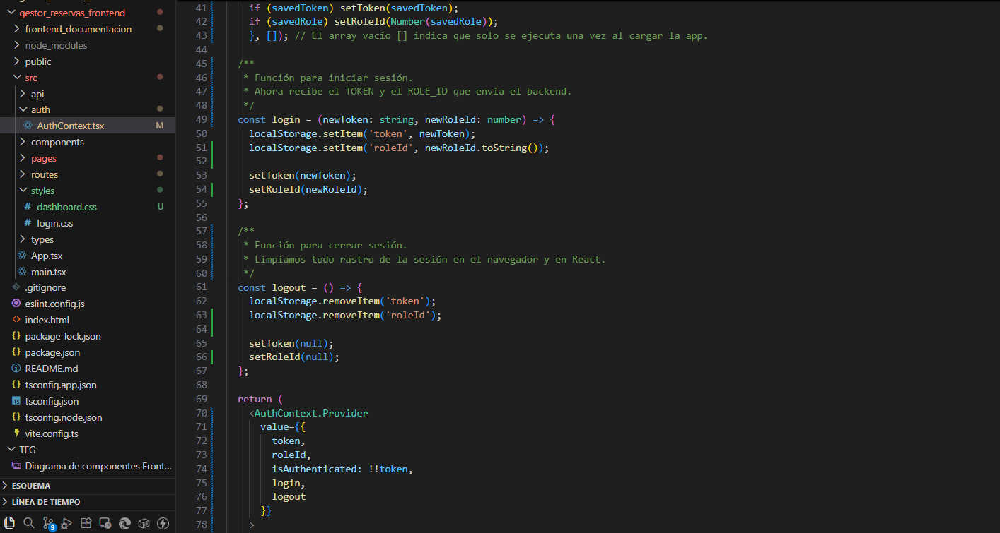 gestor_reservas_frontend
frontend_documentacion
node_modules
public
src
api
auth
AuthContext.tsx M
components
pages
routes
styles
dashboard.css U
login.css
types
App.tsx
main.tsx
.gitignore
eslint.config.js
index.html
package-lock.json
package.json
README.md
tsconfig.app.json
tsconfig.json
tsconfig.node.json
vite.config.ts
TFG
Diagrama de componentes Front...
ESQUEMA
LÍNEA DE TIEMPO
9
41 if (savedToken) setToken(savedToken);
42 if (savedRole) setRoleId(Number(savedRole));
43 }, []); // El array vacío [] indica que solo se ejecuta una vez al cargar la app.
44
45 /**
46 * Función para iniciar sesión.
47 * Ahora recibe el TOKEN y el ROLE_ID que envía el backend.
48 */
49 const login = (newToken: string, newRoleId: number) => {
50 localStorage.setItem('token', newToken);
51 localStorage.setItem('roleId', newRoleId.toString());
52
53 setToken(newToken);
54 setRoleId(newRoleId);
55 };
56
57 /**
58 * Función para cerrar sesión.
59 * Limpiamos todo rastro de la sesión en el navegador y en React.
60 */
61 const logout = () => {
62 localStorage.removeItem('token');
63 localStorage.removeItem('roleId');
64
65 setToken(null);
66 setRoleId(null);
67 };
68
69 return (
70 <AuthContext.Provider
71 value={{
72 token,
73 roleId,
74 isAuthenticated: !!token,
75 login,
76 logout
77 }}
78 >